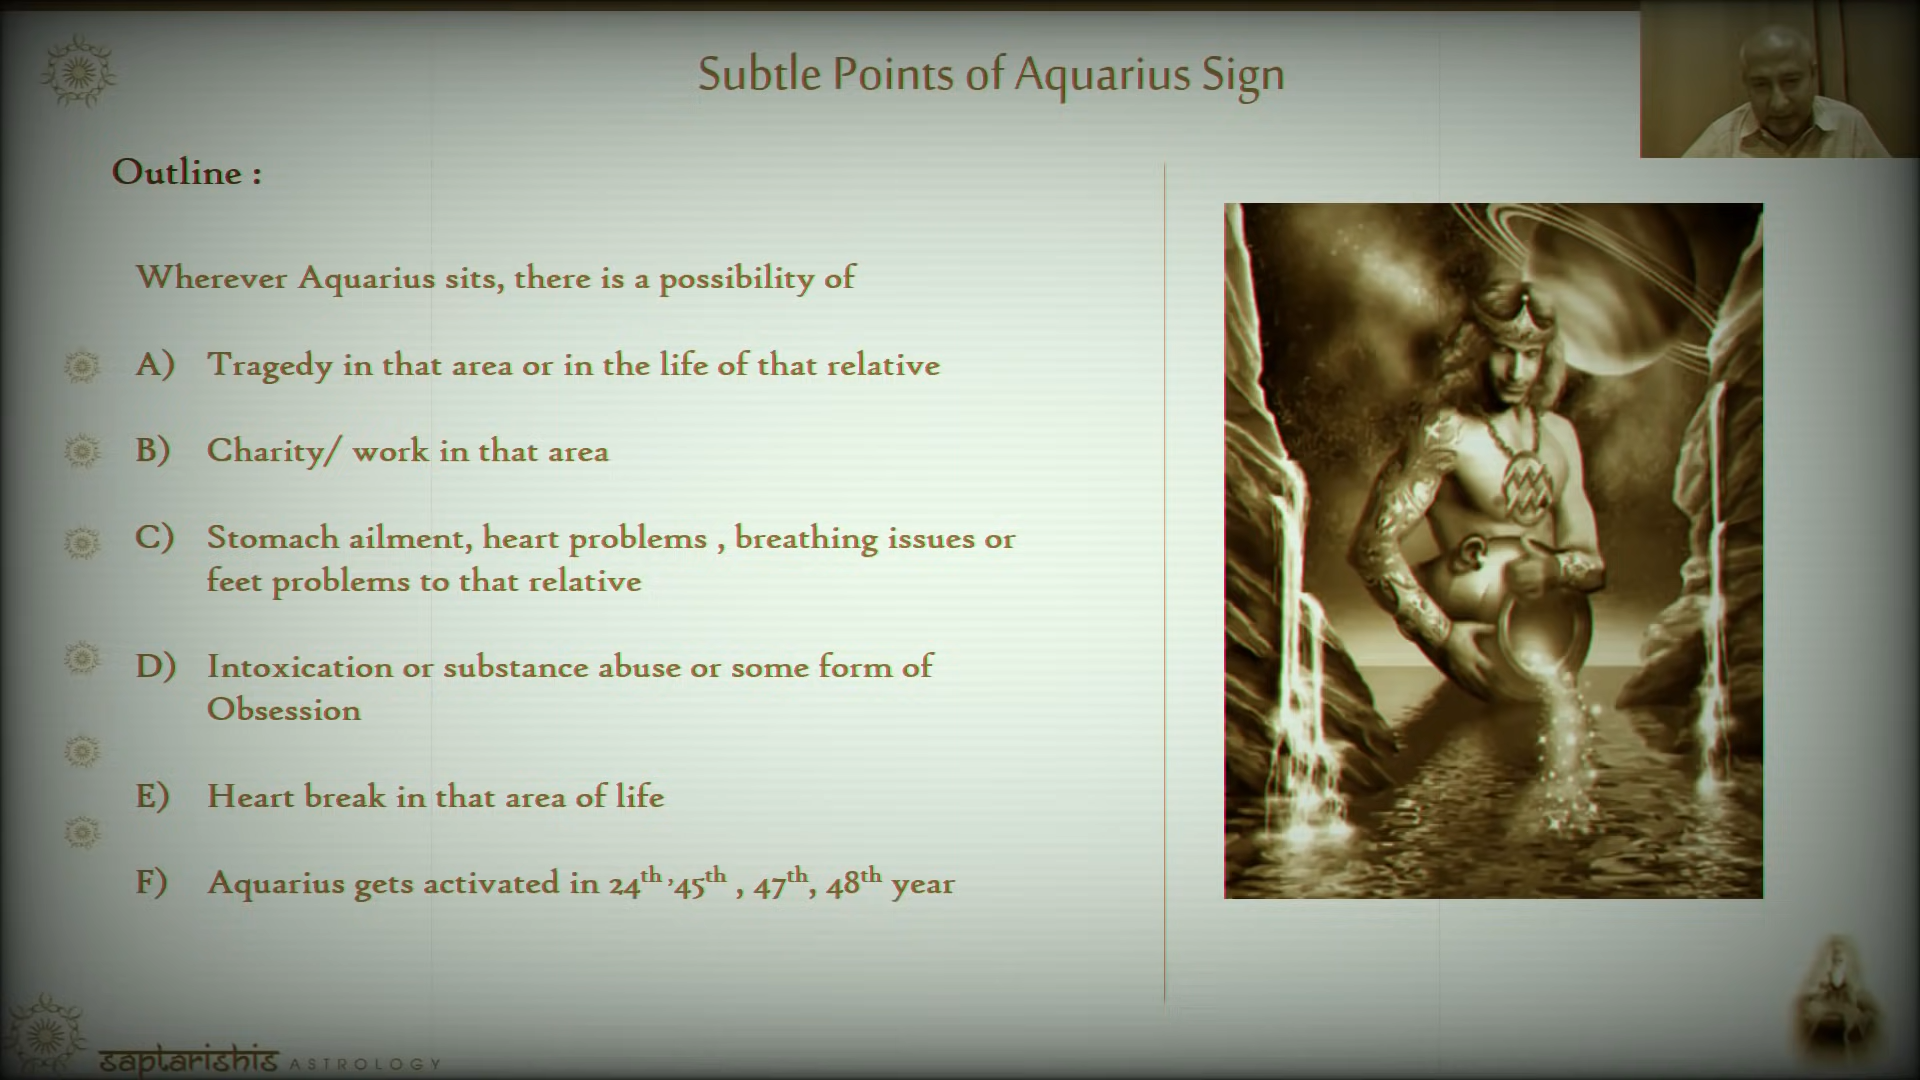 Subtle Points of Aquarius Sign
Outline :
Wherever Aquarius sits, there is a possibility of
A) Tragedy in that area or in the life of that relative
B) Charity/ work in that area
C) Stomach ailment, heart problems , breathing issues or
feet problems to that relative
D) Intoxication or substance abuse or some form of
Obsession
E) Heart break in that area of life
F) Aquarius gets activated in 24th ,45th , 47th, 48th year
saptarishis ASTROLOGY